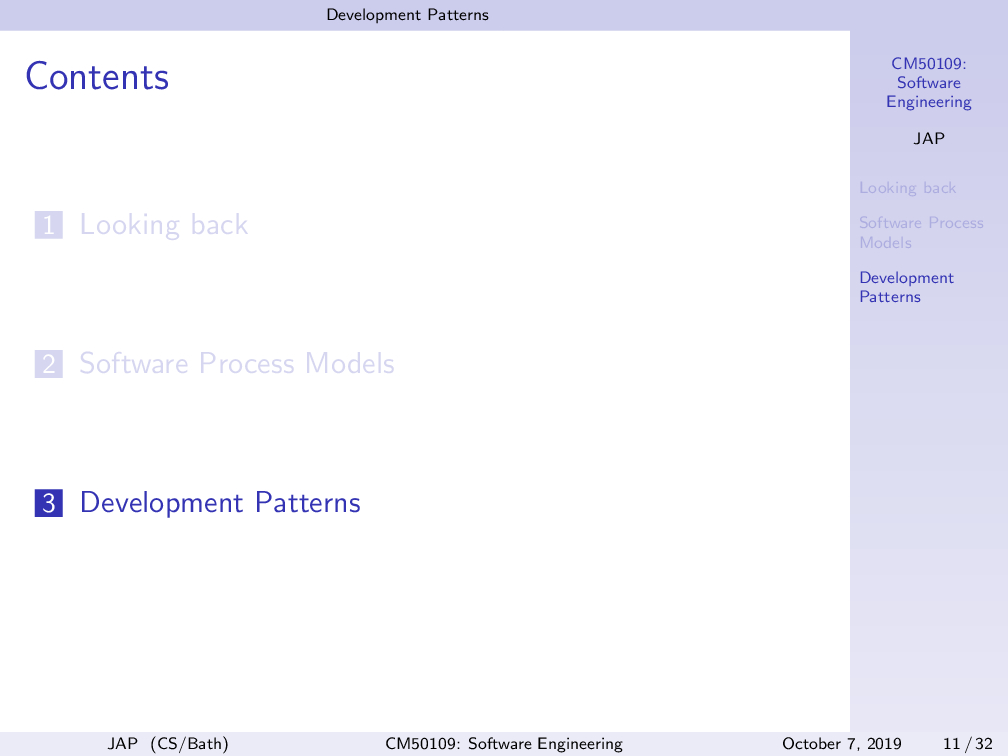 Development Patterns
Contents
1 Looking back
2 Software Process Models
3 Development Patterns
CM50109:
Software
Engineering
JAP
Looking back
Software Process
Models
Development
Patterns
JAP (CS/Bath)
CM50109: Software Engineering
October 7, 2019
11 / 32